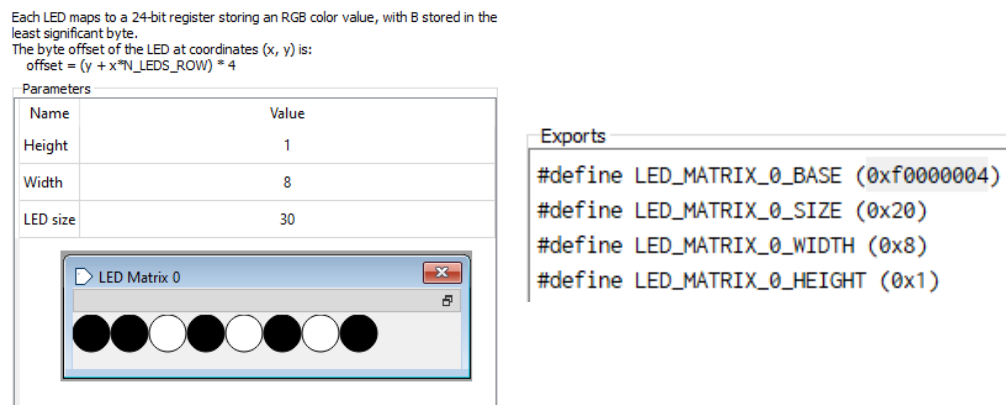 Each LED maps to a 24-bit register storing an RGB color value, with B stored in the
least significant byte.
The byte offset of the LED at coordinates (x, y) is:
offset = (y + x*N_LEDS_ROW) * 4
Parameters
Name Value
Height 1
Width 8
LED size 30
LED Matrix 0
Exports
#define LED_MATRIX_0_BASE (0xf0000004)
#define LED_MATRIX_0_SIZE (0x20)
#define LED_MATRIX_0_WIDTH (0x8)
#define LED_MATRIX_0_HEIGHT (0x1)